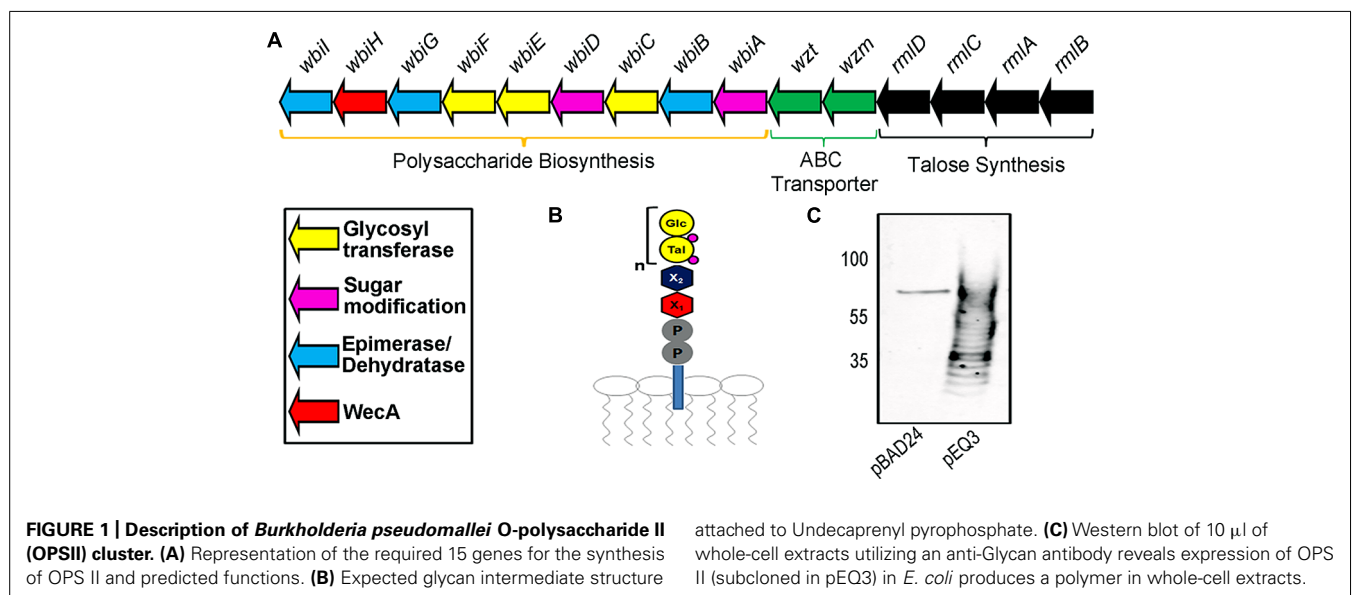 A
wbiI wbiH wbiG wbiF wbiE wbiD wbiC wbiB wbiA wzt wzm rmlD rmlC rmlA rmlB
Polysaccharide Biosynthesis
ABC
Transporter
Talose Synthesis
Glycosyl
transferase
Sugar
modification
Epimerase/
Dehydratase
WecA
B
Glc
Tal
n
X₂
X₁
P
P
C
100
55
35
pBAD24 pEQ3
FIGURE 1 | Description of Burkholderia pseudomallei O-polysaccharide II
(OPSII) cluster. (A) Representation of the required 15 genes for the synthesis
of OPS II and predicted functions. (B) Expected glycan intermediate structure
attached to Undecaprenyl pyrophosphate. (C) Western blot of 10 μl of
whole-cell extracts utilizing an anti-Glycan antibody reveals expression of OPS
II (subcloned in pEQ3) in E. coli produces a polymer in whole-cell extracts.